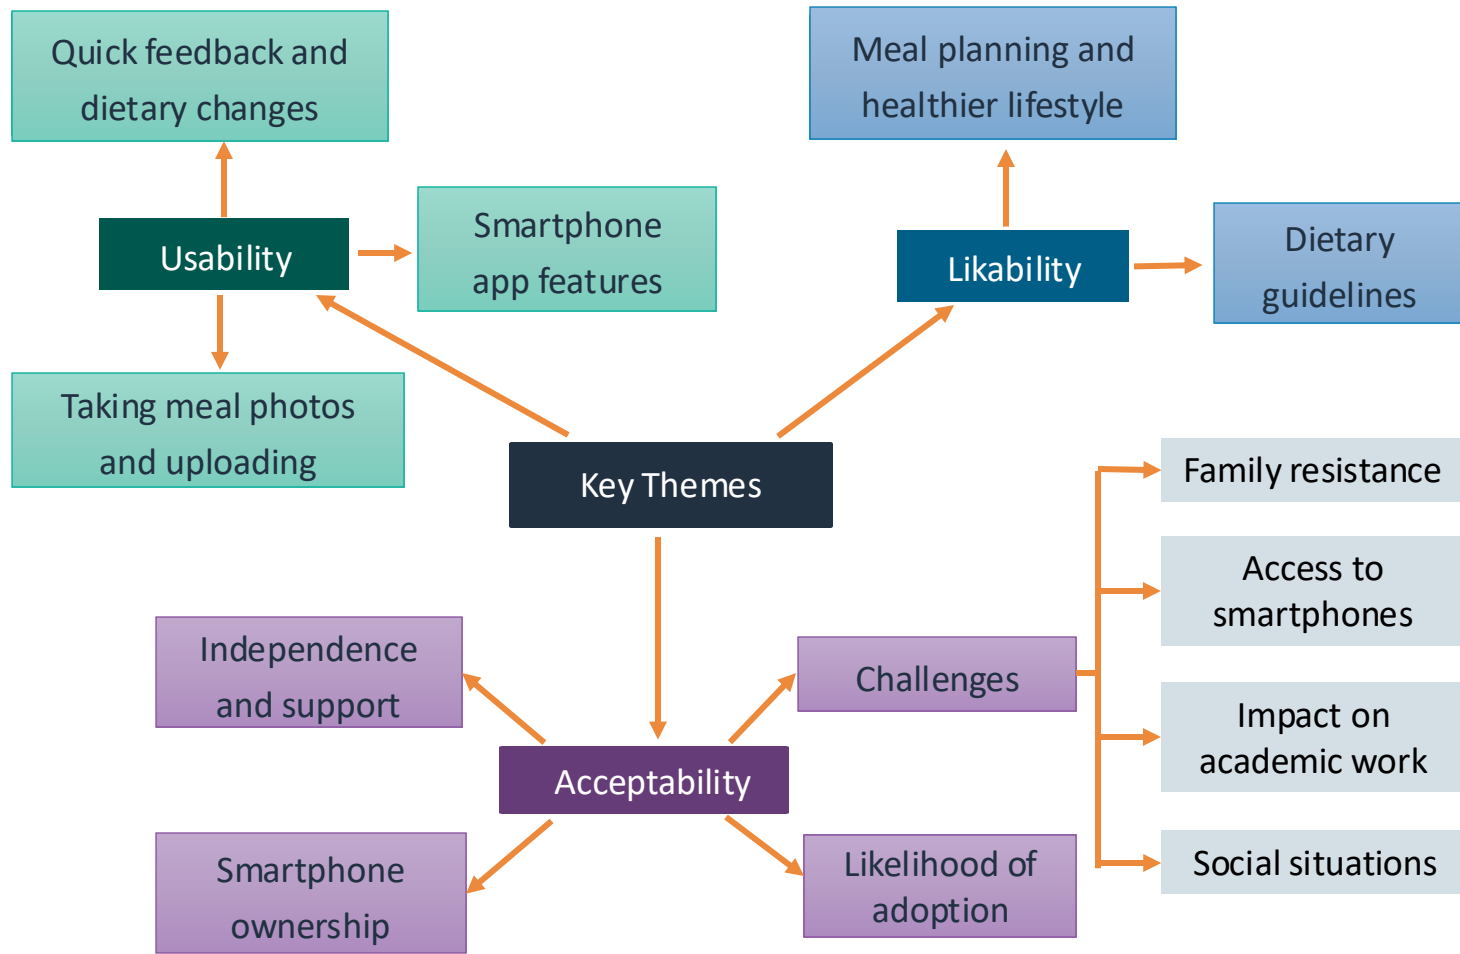 Quick feedback and
dietary changes
Meal planning and
healthier lifestyle
Smartphone
app features
Usability
Likability
Dietary
guidelines
Taking meal photos
and uploading
Key Themes
Family resistance
Access to
smartphones
Independence
and support
Challenges
Impact on
academic work
Acceptability
Smartphone
ownership
Likelihood of
adoption
Social situations